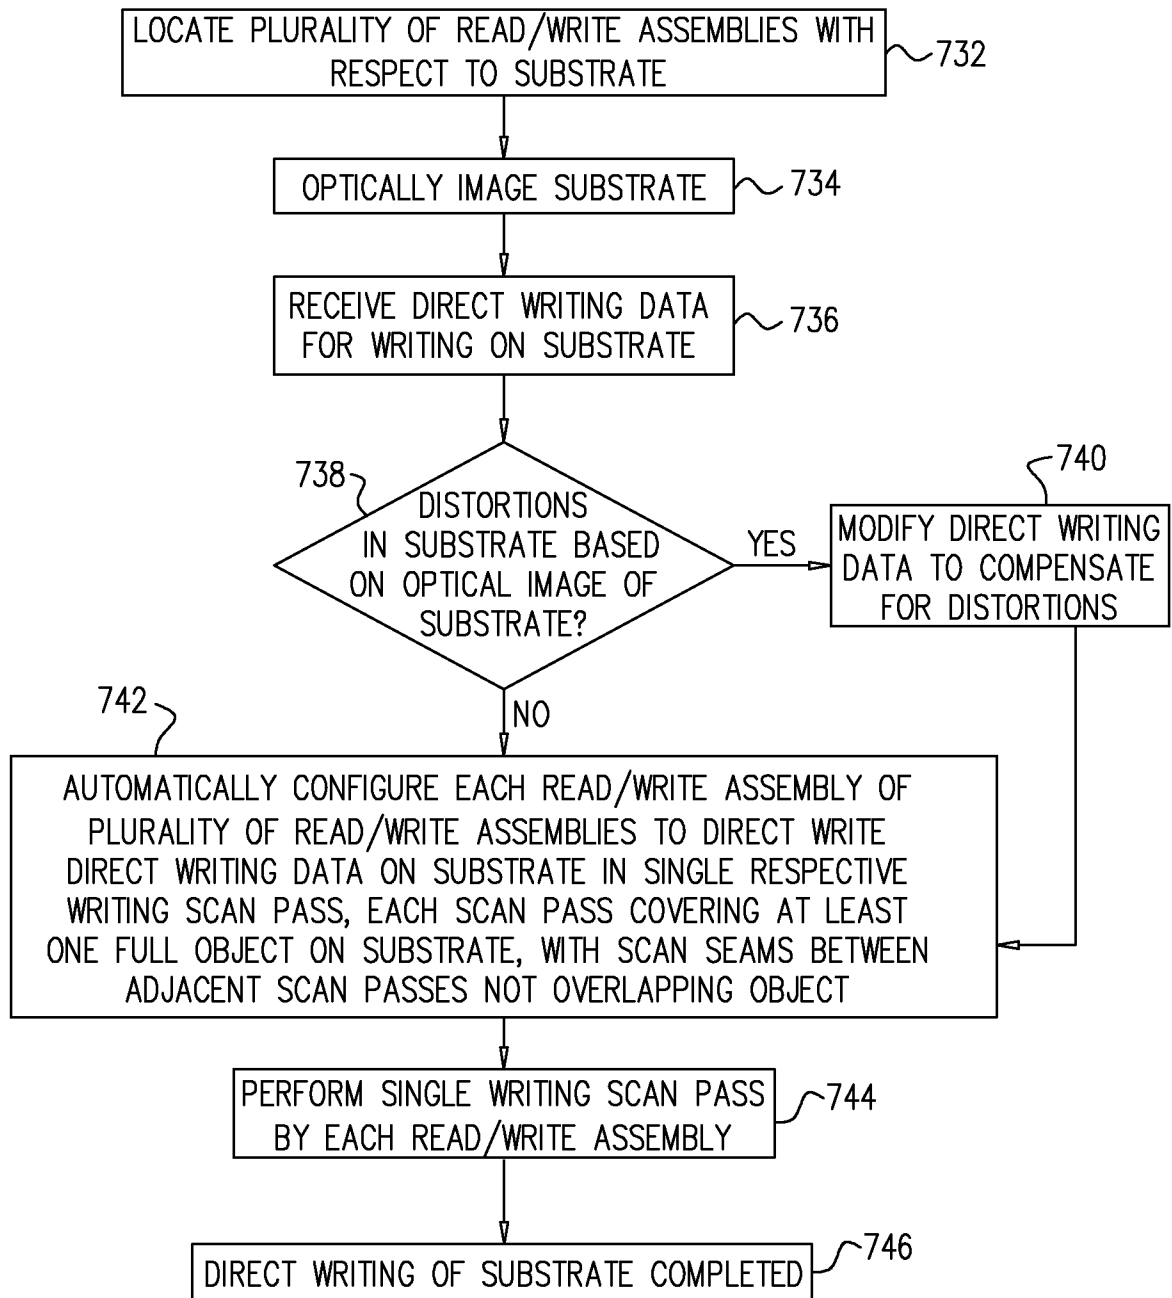 LOCATE PLURALITY OF READ/WRITE ASSEMBLIES WITH
RESPECT TO SUBSTRATE
732
OPTICALLY IMAGE SUBSTRATE
734
RECEIVE DIRECT WRITING DATA
FOR WRITING ON SUBSTRATE
736
738
DISTORTIONS
IN SUBSTRATE BASED
ON OPTICAL IMAGE OF
SUBSTRATE?
YES
740
MODIFY DIRECT WRITING
DATA TO COMPENSATE
FOR DISTORTIONS
NO
742
AUTOMATICALLY CONFIGURE EACH READ/WRITE ASSEMBLY OF
PLURALITY OF READ/WRITE ASSEMBLIES TO DIRECT WRITE
DIRECT WRITING DATA ON SUBSTRATE IN SINGLE RESPECTIVE
WRITING SCAN PASS, EACH SCAN PASS COVERING AT LEAST
ONE FULL OBJECT ON SUBSTRATE, WITH SCAN SEAMS BETWEEN
ADJACENT SCAN PASSES NOT OVERLAPPING OBJECT
PERFORM SINGLE WRITING SCAN PASS
BY EACH READ/WRITE ASSEMBLY
744
DIRECT WRITING OF SUBSTRATE COMPLETED
746